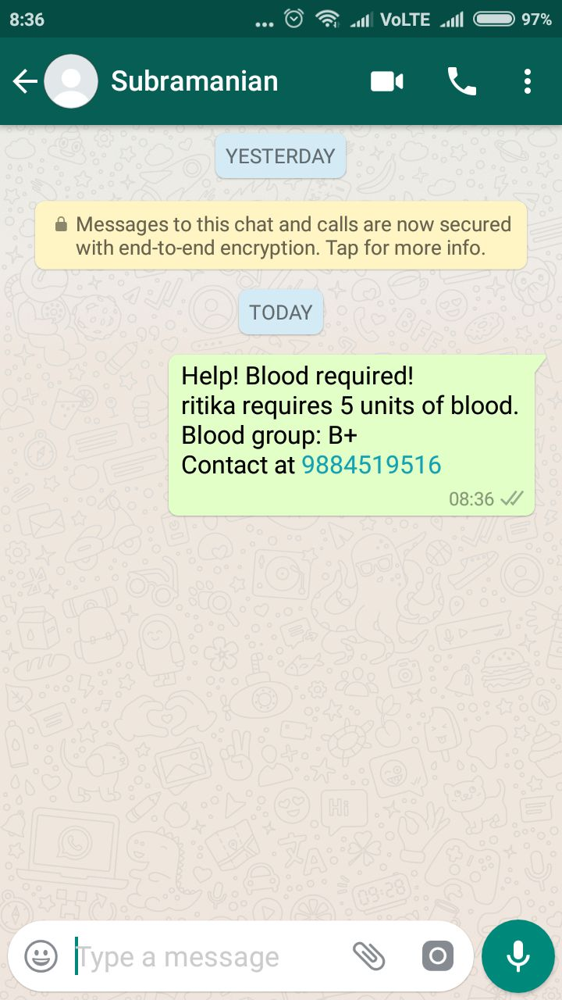 8:36 ... VoLTE 97%
Subramanian
YESTERDAY
Messages to this chat and calls are now secured
with end-to-end encryption. Tap for more info.
TODAY
Help! Blood required!
ritika requires 5 units of blood.
Blood group: B+
Contact at 9884519516
08:36
Type a message